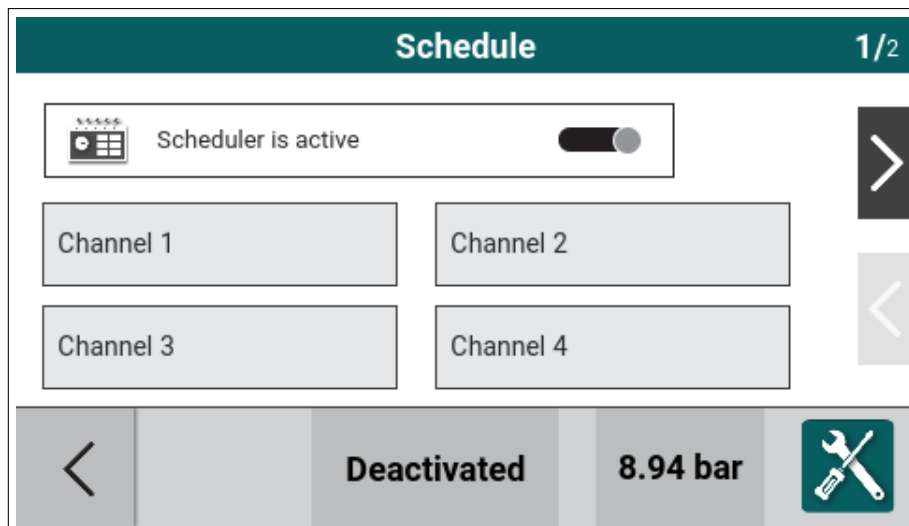 Schedule 1/2
Scheduler is active
Channel 1 Channel 2
Channel 3 Channel 4
Deactivated 8.94 bar